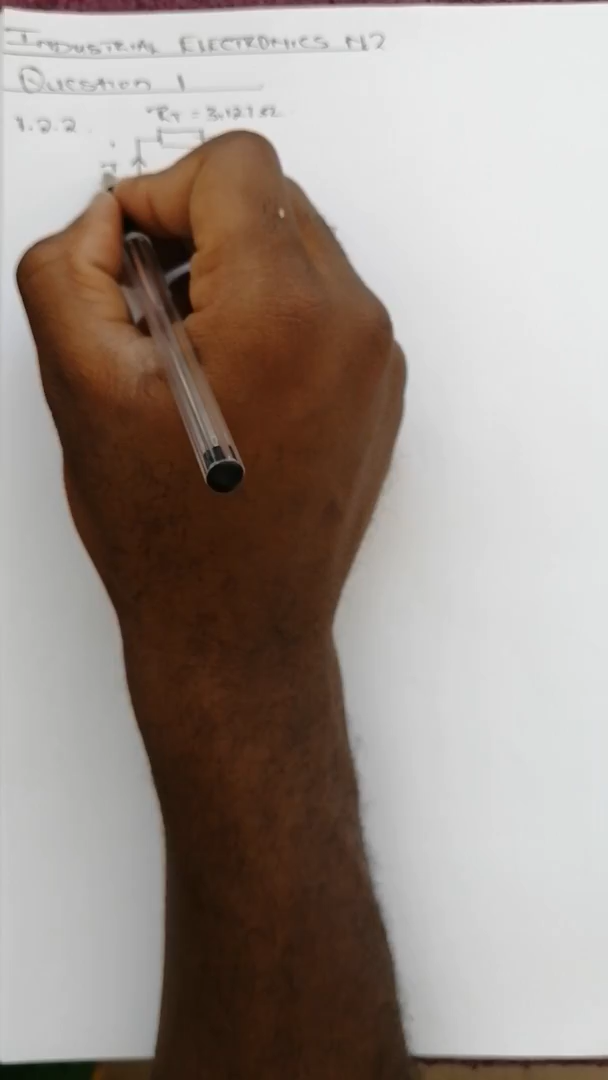 INDUSTRIAL ELECTRONICS N2
Question 1
1.2.2 RT = 3,121 Ω